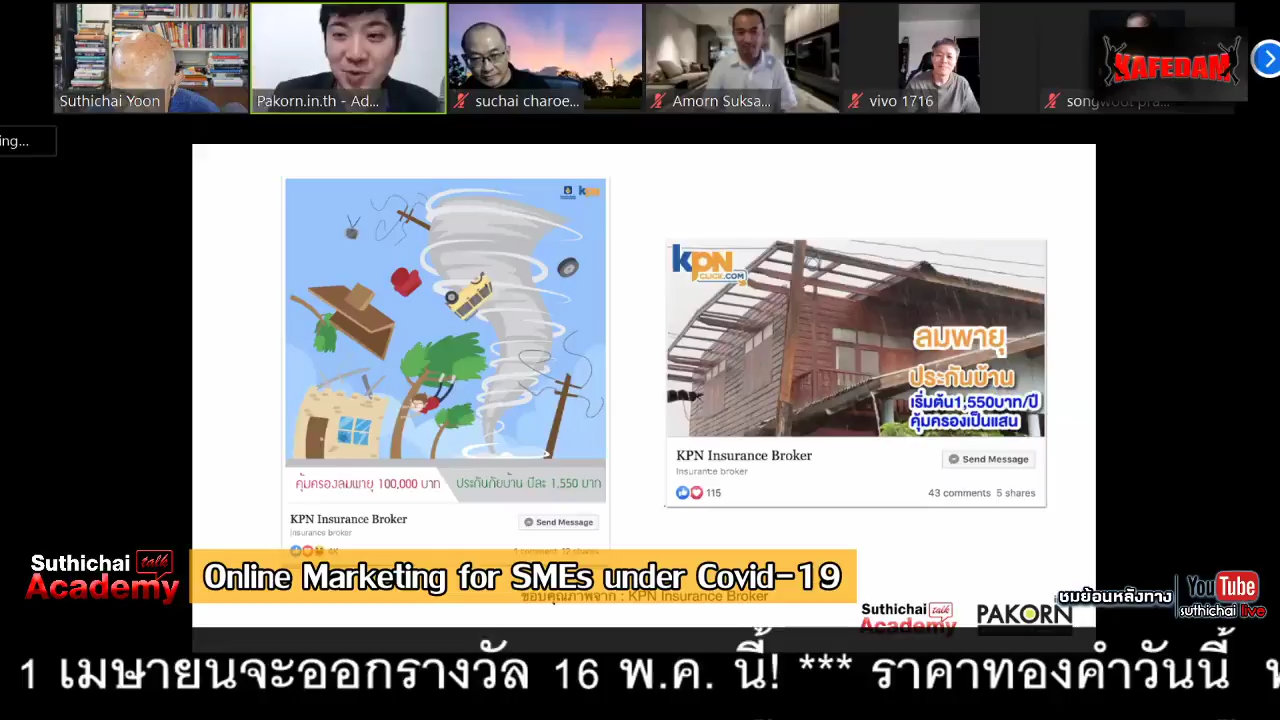 Suthichai Yoon
Pakorn.in.th - Ad...
suchai charoe...
Amorn Suksa...
vivo 1716
KAFEDAM
ing...
kpn
คุ้มครองลมพายุ 100,000 บาท
ประกันภัยบ้าน ปีละ 1,550 บาท
KPN Insurance Broker
Insurance broker
Send Message
kpn
CLICK.COM
ลมพายุ
ประกันบ้าน
เริ่มต้น1,550บาท/ปี
คุ้มครองเป็นแสน
KPN Insurance Broker
Insurance broker
Send Message
115
43 comments 5 shares
Suthichai talk
Academy
Online Marketing for SMEs under Covid-19
ขอบคุณภาพจาก : KPN Insurance Broker
Suthichai talk
Academy
PAKORN
ชมย้อนหลังทาง
YouTube
suthichai live
1 เมษายนจะออกรางวัล 16 พ.ค. นี้! *** ราคาทองคำวันนี้